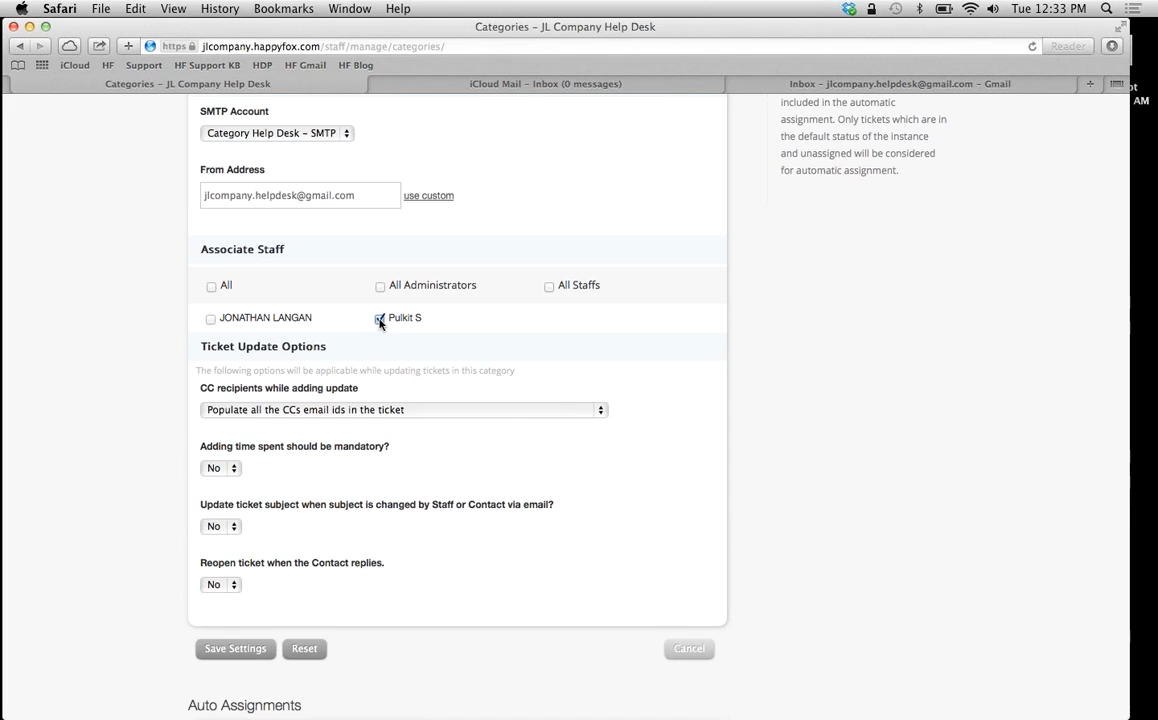 Safari File Edit View History Bookmarks Window Help Tue 12:33 PM
Categories – JL Company Help Desk
https jlcompany.happyfox.com/staff/manage/categories/ Reader
iCloud HF Support HF Support KB HDP HF Gmail HF Blog
Categories – JL Company Help Desk iCloud Mail – Inbox (0 messages) Inbox – jlcompany.helpdesk@gmail.com – Gmail
AM
SMTP Account
Category Help Desk – SMTP
From Address
jlcompany.helpdesk@gmail.com use custom
included in the automatic
assignment. Only tickets which are in
the default status of the instance
and unassigned will be considered
for automatic assignment.
Associate Staff
All All Administrators All Staffs
JONATHAN LANGAN Pulkit S
Ticket Update Options
The following options will be applicable while updating tickets in this category
CC recipients while adding update
Populate all the CCs email ids in the ticket
Adding time spent should be mandatory?
No
Update ticket subject when subject is changed by Staff or Contact via email?
No
Reopen ticket when the Contact replies.
No
Save Settings Reset Cancel
Auto Assignments